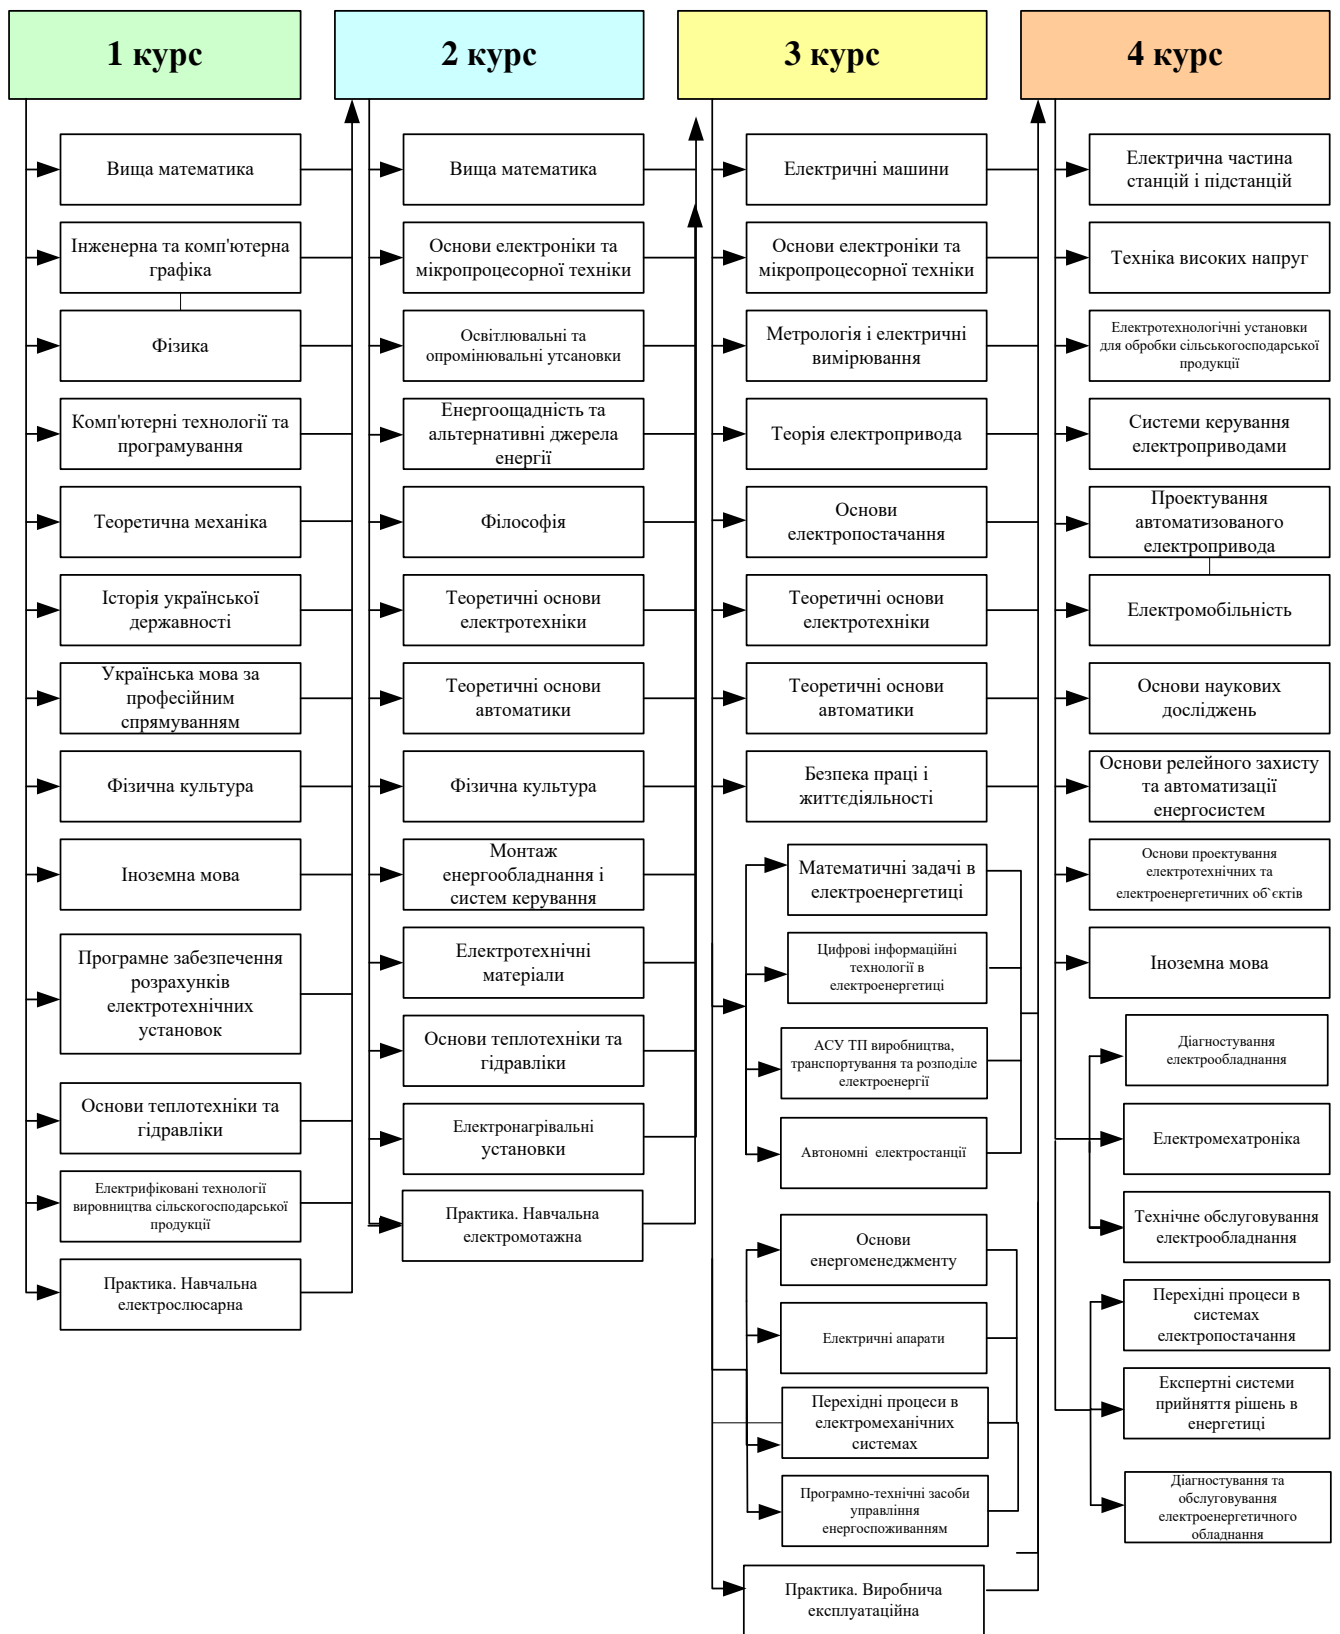 1 курс
Вища математика
Інженерна та комп'ютерна
графіка
Фізика
Комп'ютерні технології та
програмування
Теоретична механіка
Історія української
державності
Українська мова за
професійним
спрямуванням
Фізична культура
Іноземна мова
Програмне забезпечення
розрахунків
електротехнічних
установок
Основи теплотехніки та
гідравліки
Електрифіковані технології
вировництва сільскогосподарської
продукції
Практика. Навчальна
електрослюсарна
2 курс
Вища математика
Основи електроніки та
мікропроцесорної техніки
Освітлювальні та
опромінювальні утсановки
Енергоощадність та
альтернативні джерела
енергії
Філософія
Теоретичні основи
електротехніки
Теоретичні основи
автоматики
Фізична культура
Монтаж
енергообладнання і
систем керування
Електротехнічні
матеріали
Основи теплотехніки та
гідравліки
Електронагрівальні
установки
Практика. Навчальна
електромотажна
3 курс
Електричні машини
Основи електроніки та
мікропроцесорної техніки
Метрологія і електричні
вимірювання
Теорія електропривода
Основи
електропостачання
Теоретичні основи
електротехніки
Теоретичні основи
автоматики
Безпека праці і
життєдіяльності
Математичні задачі в
електроенергетиці
Цифрові інформаційні
технології в
електроенергетиці
АСУ ТП виробництва,
транспортування та розподіле
електроенергії
Автономні електростанції
Основи
енергоменеджменту
Електричні апарати
Перехідні процеси в
електромеханічних
системах
Програмно-технічні засоби
управління
енергоспоживанням
Практика. Виробнича
експлуатаційна
4 курс
Електрична частина
станцій і підстанцій
Техніка високих напруг
Електротехнологічні установки
для обробки сільськогосподарської
продукції
Системи керування
електроприводами
Проектування
автоматизованого
електропривода
Електромобільність
Основи наукових
досліджень
Основи релейного захисту
та автоматизації
енергосистем
Основи проектування
електротехнічних та
електроенергетичних об`єктів
Іноземна мова
Діагностування
електрообладнання
Електромехатроніка
Технічне обслуговування
електрообладнання
Перехідні процеси в
системах
електропостачання
Експертні системи
прийняття рішень в
енергетиці
Діагностування та
обслуговування
електроенергетичного
обладнання